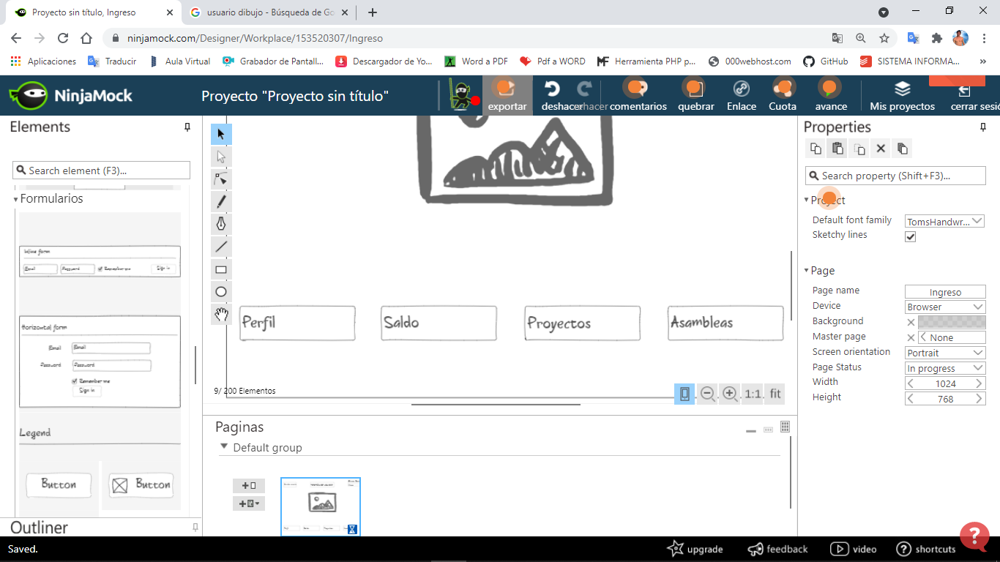 Proyecto sin título, Ingreso
usuario dibujo - Búsqueda de Go
ninjamock.com/Designer/Workplace/153520307/Ingreso
Aplicaciones Traducir Aula Virtual Grabador de Pantall... Descargador de Yo... Word a PDF Pdf a WORD Herramienta PHP p... 000webhost.com GitHub SISTEMA INFORMA... »
NinjaMock
Proyecto "Proyecto sin título"
exportar deshacer comentarios quebrar Enlace Cuota avance Mis proyectos cerrar sesió
Elements
Search element (F3)...
Formularios
Inline form
Email Password Remember me Sign in
Horizontal form
Email Email
Password Password
Remember me
Sign in
Legend
Button Button
Outliner
Perfil Saldo Proyectos Asambleas
9/ 200 Elementos
1:1 fit
Paginas
Default group
Properties
Search property (Shift+F3)...
Project
Default font family TomsHandwr...
Sketchy lines
Page
Page name Ingreso
Device Browser
Background
Master page None
Screen orientation Portrait
Page Status In progress
Width 1024
Height 768
Saved.
upgrade feedback video shortcuts